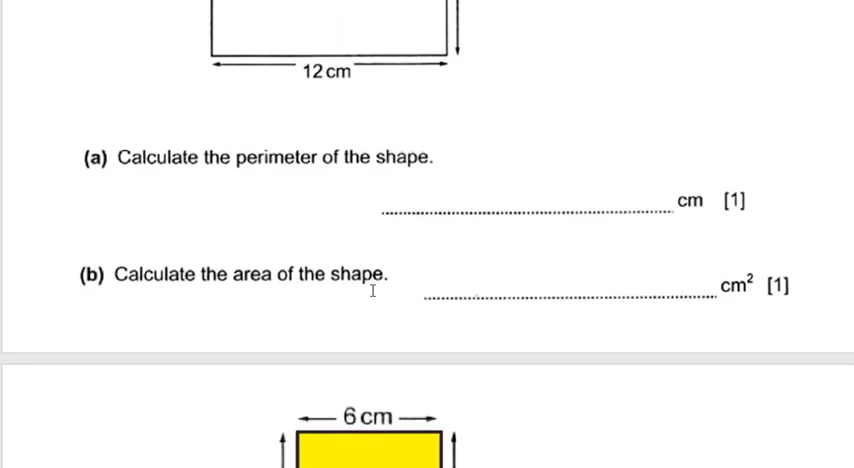 12 cm
(a) Calculate the perimeter of the shape.
cm [1]
(b) Calculate the area of the shape.
cm² [1]
6 cm